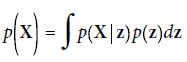 p(X) = ∫ p(X|z)p(z)dz